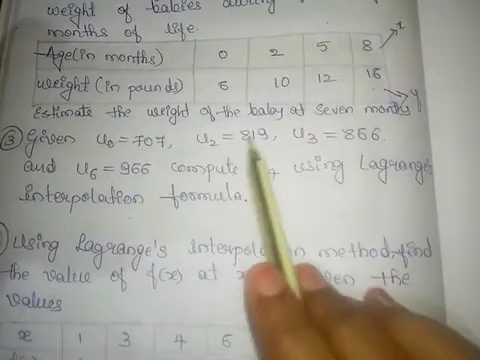 weight of babies during
months of life.
Age(in months) 0 2 5 8 x
weight (in pounds) 6 10 12 16 y
Estimate the weight of the baby at seven months
③ Given u₀ = 707, u₂ = 819, u₃ = 866.
and u₆ = 966 compute 4 using Lagrange's
interpolation formula.
Using Lagrange's Interpolation method, find
the value of f(x) at the
values
x 1 3 4 6